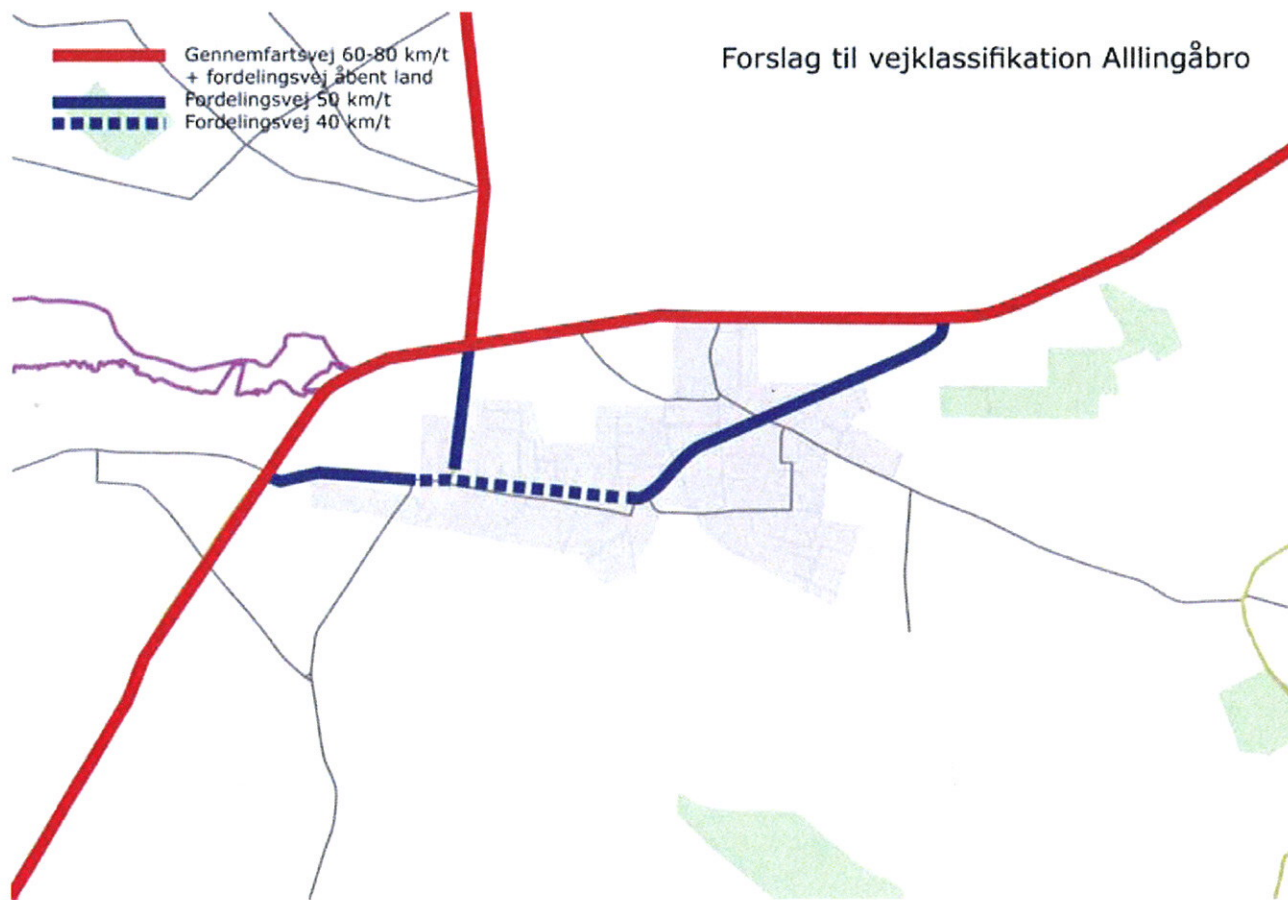 Gennemfartsvej 60-80 km/t
+ fordelingsvej åbent land
Fordelingsvej 50 km/t
Fordelingsvej 40 km/t
Forslag til vejklassifikation Alllingåbro